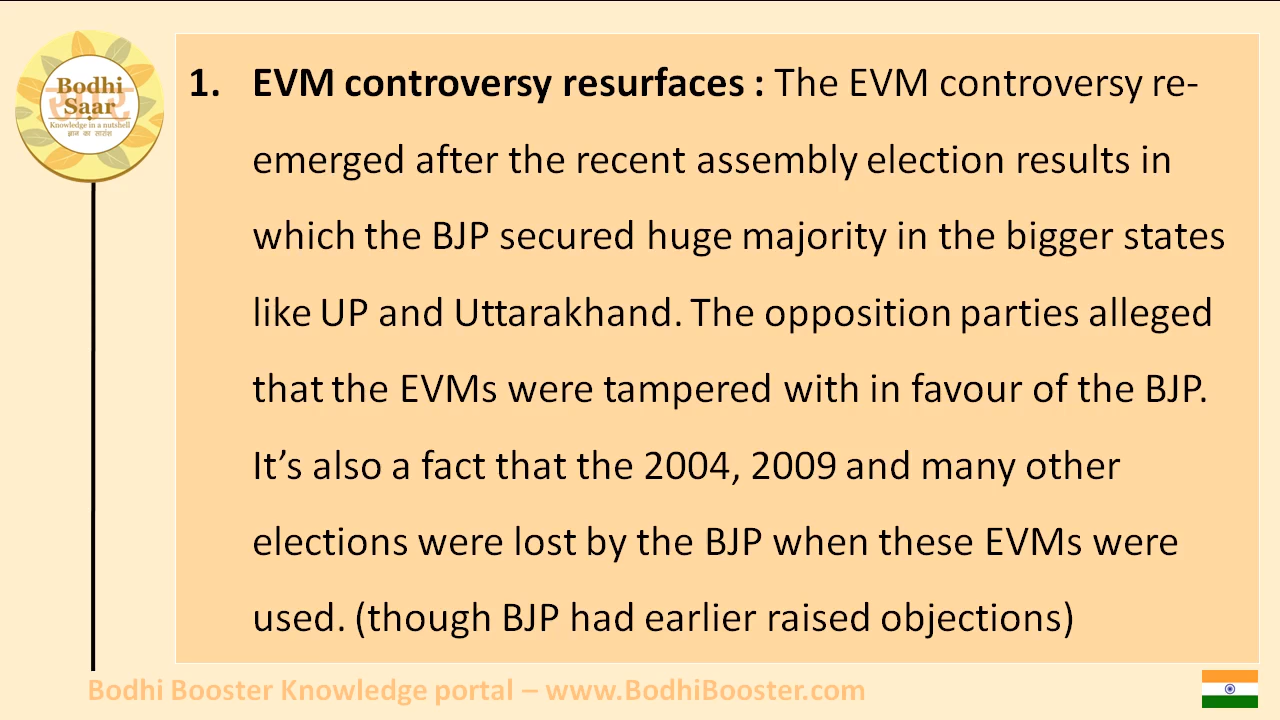 Bodhi
Saar
Knowledge in a nutshell
ज्ञान का सारांश
1. EVM controversy resurfaces : The EVM controversy re-
emerged after the recent assembly election results in
which the BJP secured huge majority in the bigger states
like UP and Uttarakhand. The opposition parties alleged
that the EVMs were tampered with in favour of the BJP.
It’s also a fact that the 2004, 2009 and many other
elections were lost by the BJP when these EVMs were
used. (though BJP had earlier raised objections)
Bodhi Booster Knowledge portal – www.BodhiBooster.com